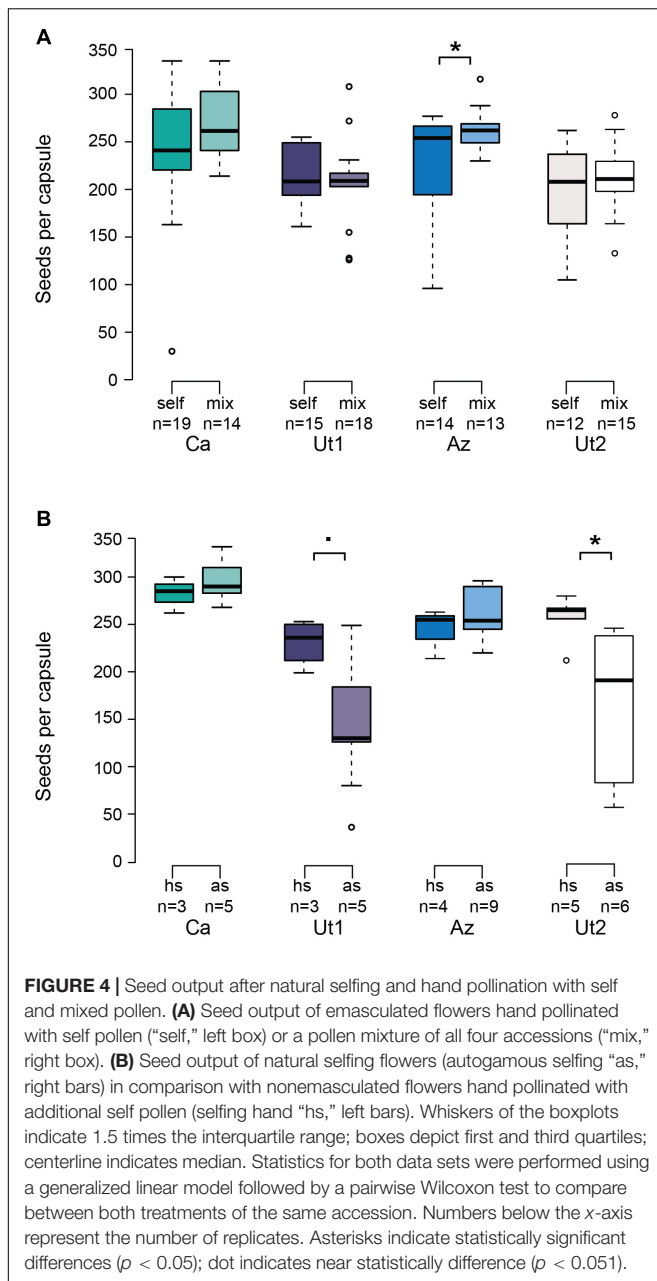 A
*
350
300
250
200
150
100
50
0
Seeds per capsule
self mix self mix self mix self mix
n=19 n=14 n=15 n=18 n=14 n=13 n=12 n=15
Ca Ut1 Az Ut2
B
350
300
250
200
150
100
50
0
Seeds per capsule
▪ *
hs as hs as hs as hs as
n=3 n=5 n=3 n=5 n=4 n=9 n=5 n=6
Ca Ut1 Az Ut2
FIGURE 4 | Seed output after natural selfing and hand pollination with self
and mixed pollen. (A) Seed output of emasculated flowers hand pollinated
with self pollen (“self,” left box) or a pollen mixture of all four accessions (“mix,”
right box). (B) Seed output of natural selfing flowers (autogamous selfing “as,”
right bars) in comparison with nonemasculated flowers hand pollinated with
additional self pollen (selfing hand “hs,” left bars). Whiskers of the boxplots
indicate 1.5 times the interquartile range; boxes depict first and third quartiles;
centerline indicates median. Statistics for both data sets were performed using
a generalized linear model followed by a pairwise Wilcoxon test to compare
between both treatments of the same accession. Numbers below the x-axis
represent the number of replicates. Asterisks indicate statistically significant
differences (p < 0.05); dot indicates near statistically difference (p < 0.051).